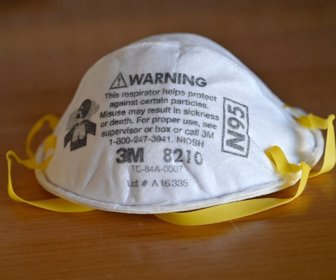 ⚠WARNING
This respirator helps protect
against certain particles.
Misuse may result in sickness
or death. For proper use, see
supervisor or box or call 3M
1-800-247-3941. NIOSH
3M 8210
N95
TC-84A-0007
Lot # A16335